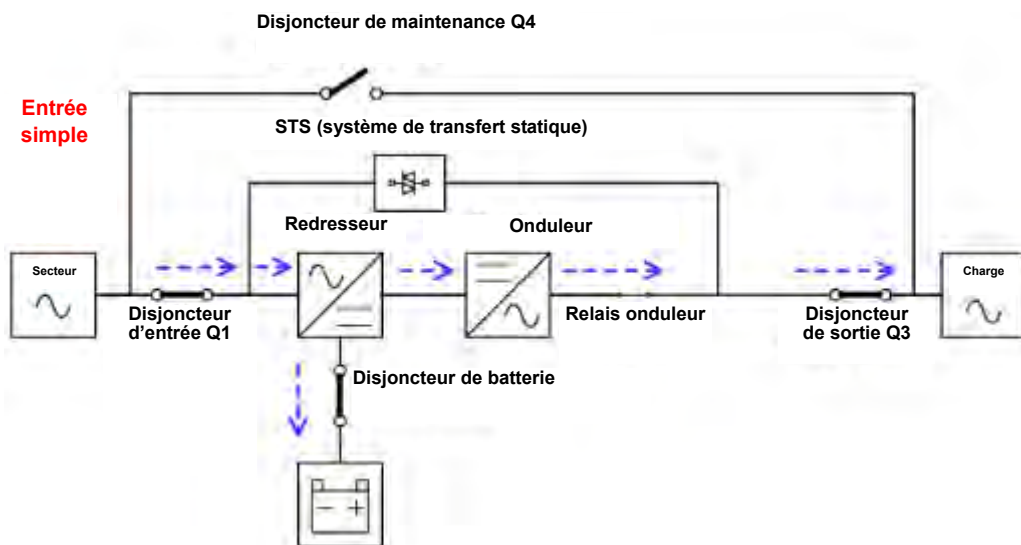 Disjoncteur de maintenance Q4
Entrée
simple
STS (système de transfert statique)
Redresseur
Onduleur
Secteur
Charge
Disjoncteur
d'entrée Q1
Relais onduleur
Disjoncteur
de sortie Q3
Disjoncteur de batterie